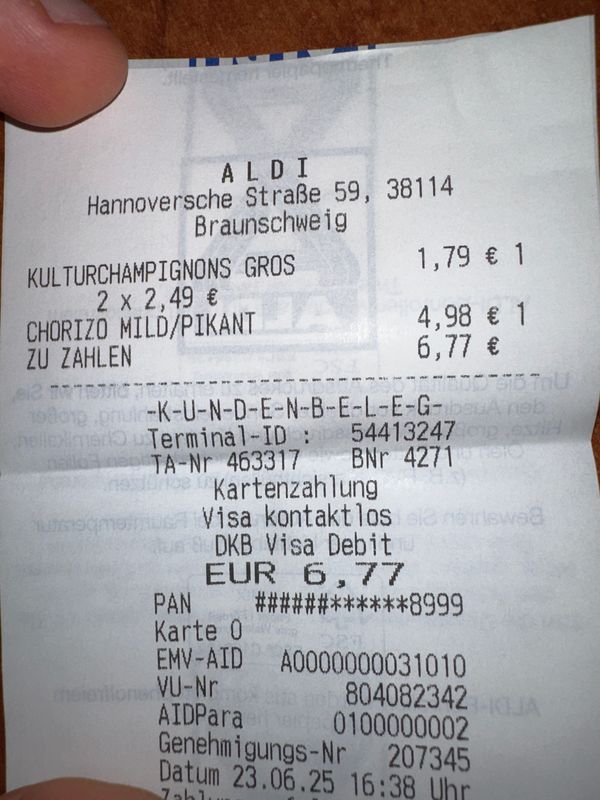 ALDI
Hannoversche Straße 59, 38114
Braunschweig
KULTURCHAMPIGNONS GROS 1,79 € 1
2 x 2,49 €
CHORIZO MILD/PIKANT 4,98 € 1
ZU ZAHLEN 6,77 €
-K-U-N-D-E-N-B-E-L-E-G-
Terminal-ID : 54413247
TA-Nr 463317 BNr 4271
Kartenzahlung
Visa kontaktlos
DKB Visa Debit
EUR 6,77
PAN ######******8999
Karte 0
EMV-AID A0000000031010
VU-Nr 804082342
AIDPara 0100000002
Genehmigungs-Nr 207345
Datum 23.06.25 16:38 Uhr